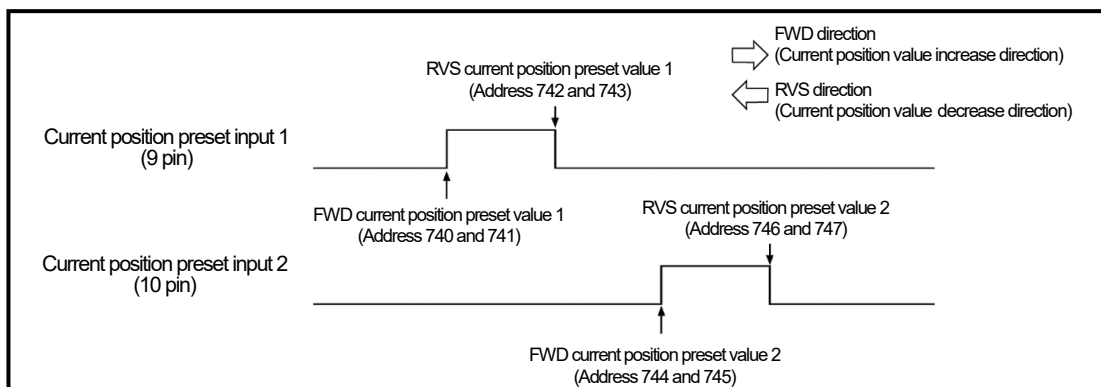 FWD direction
(Current position value increase direction)
RVS current position preset value 1
(Address 742 and 743)
RVS direction
(Current position value decrease direction)
Current position preset input 1
(9 pin)
FWD current position preset value 1
(Address 740 and 741)
RVS current position preset value 2
(Address 746 and 747)
Current position preset input 2
(10 pin)
FWD current position preset value 2
(Address 744 and 745)